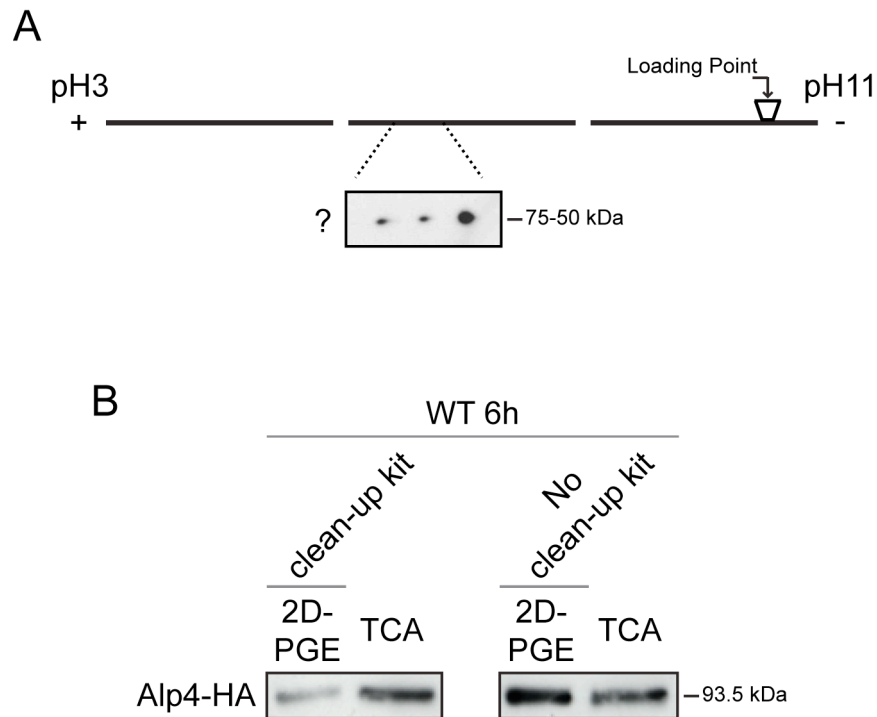 A
Loading Point
pH3
pH11
+
-
?
75-50 kDa
B
WT 6h
clean-up kit
No
clean-up kit
2D-
PGE
TCA
2D-
PGE
TCA
Alp4-HA
93.5 kDa